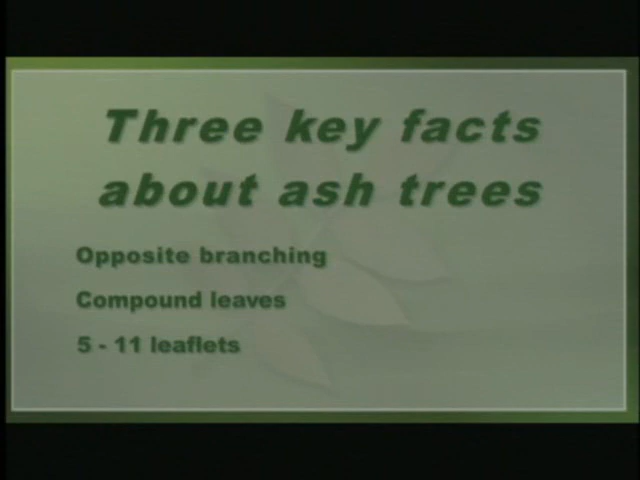 Three key facts
about ash trees
Opposite branching
Compound leaves
5 - 11 leaflets